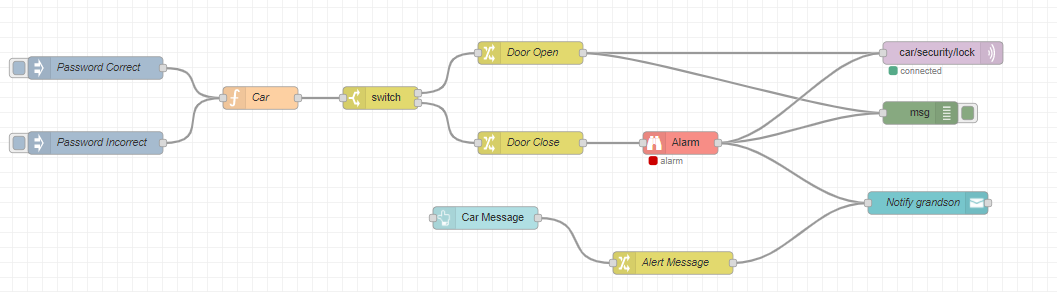 Door Open
car/security/lock
connected
Password Correct
Car
switch
msg
Password Incorrect
Door Close
Alarm
alarm
Notify grandson
Car Message
Alert Message